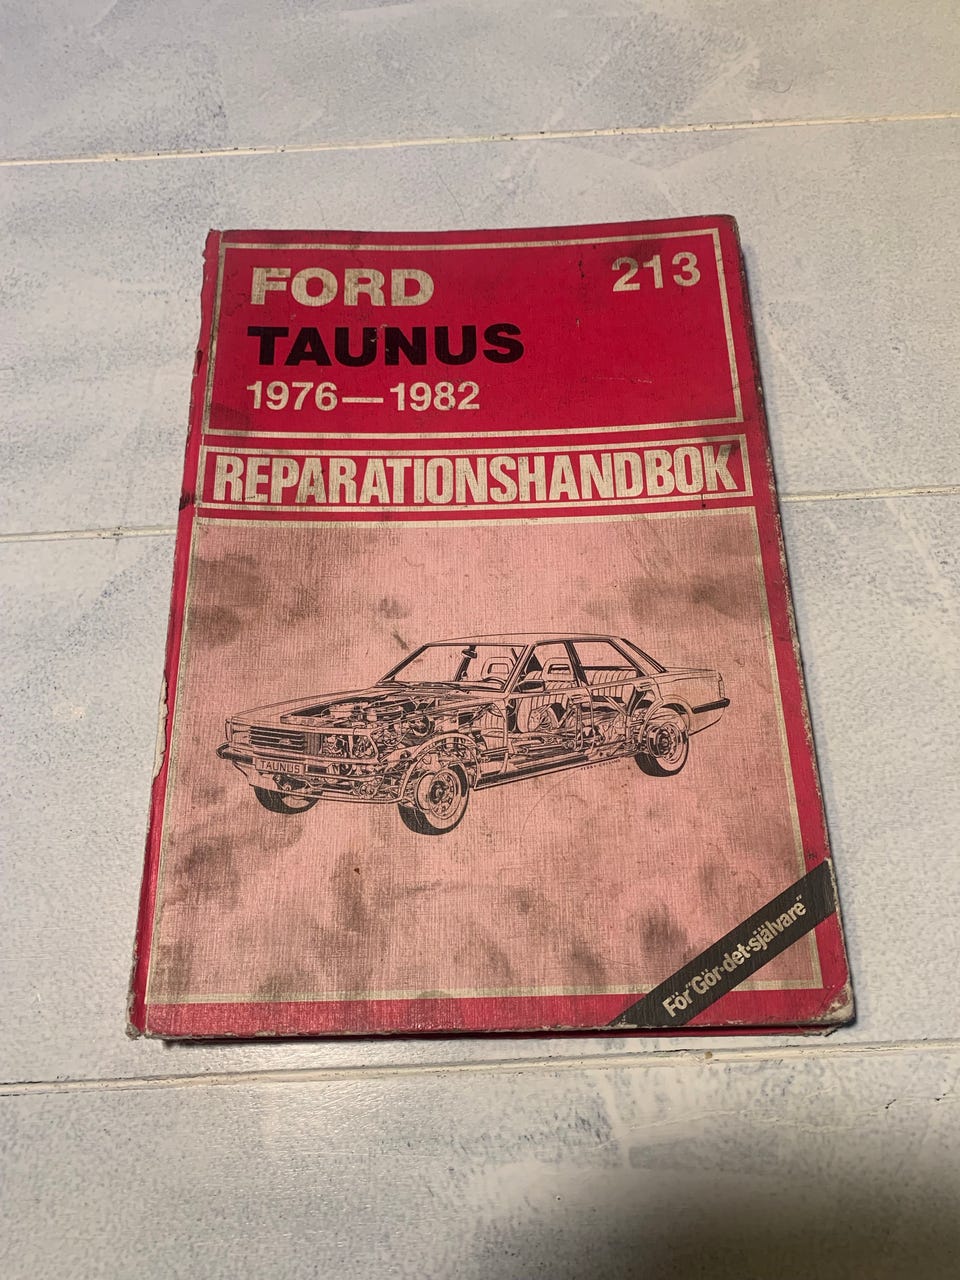 FORD
213
TAUNUS
1976—1982
REPARATIONSHANDBOK
TAUNUS
För "Gör-det-självare"